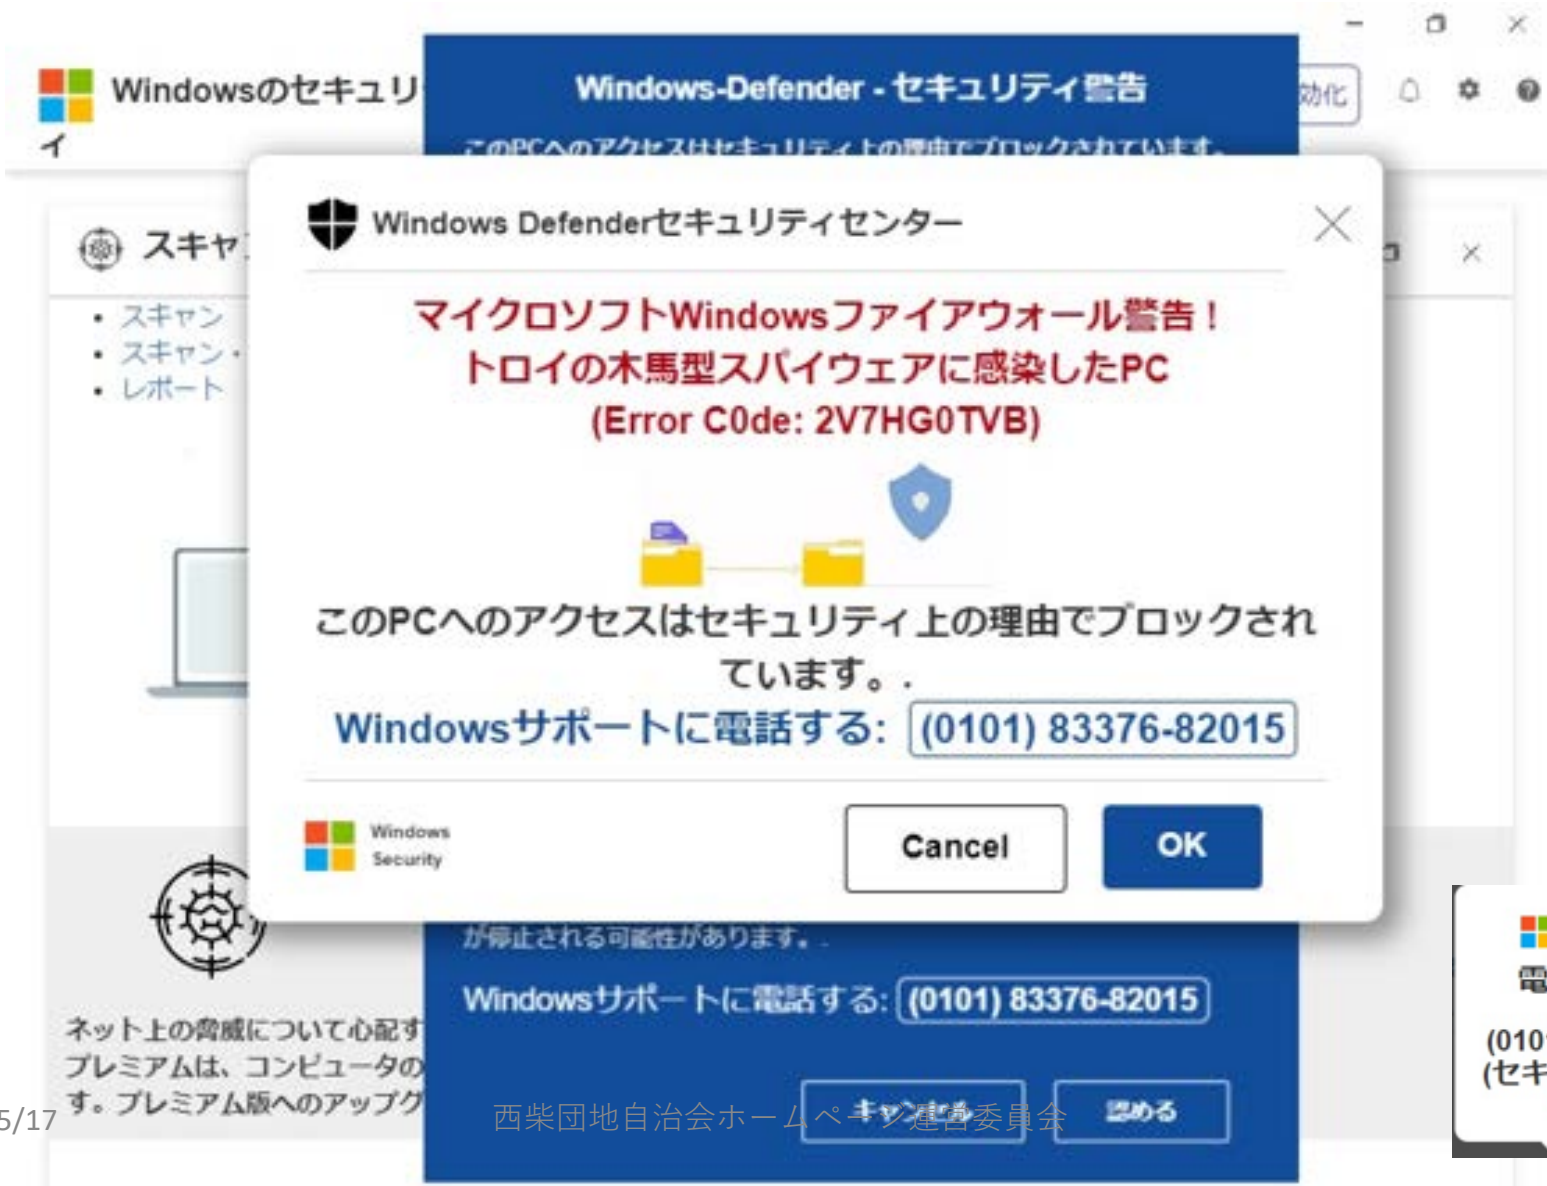 Windowsのセキュリ
ィ
Windows-Defender - セキュリティ警告
このPCへのアクセスはセキュリティ上の理由でブロックされています。
効化
Windows Defenderセキュリティセンター
スキャ
スキャン
スキャン・
レポート
マイクロソフトWindowsファイアウォール警告！
トロイの木馬型スパイウェアに感染したPC
(Error C0de: 2V7HG0TVB)
このPCへのアクセスはセキュリティ上の理由でブロックされ
ています。.
Windowsサポートに電話する: (0101) 83376-82015
Windows
Security
Cancel
OK
が停止される可能性があります。.
Windowsサポートに電話する: (0101) 83376-82015
キャンセル
認める
ネット上の脅威について心配す
プレミアムは、コンピュータの
す。プレミアム版へのアップグ
5/17
西柴団地自治会ホームページ運営委員会
電
(010
(セキ